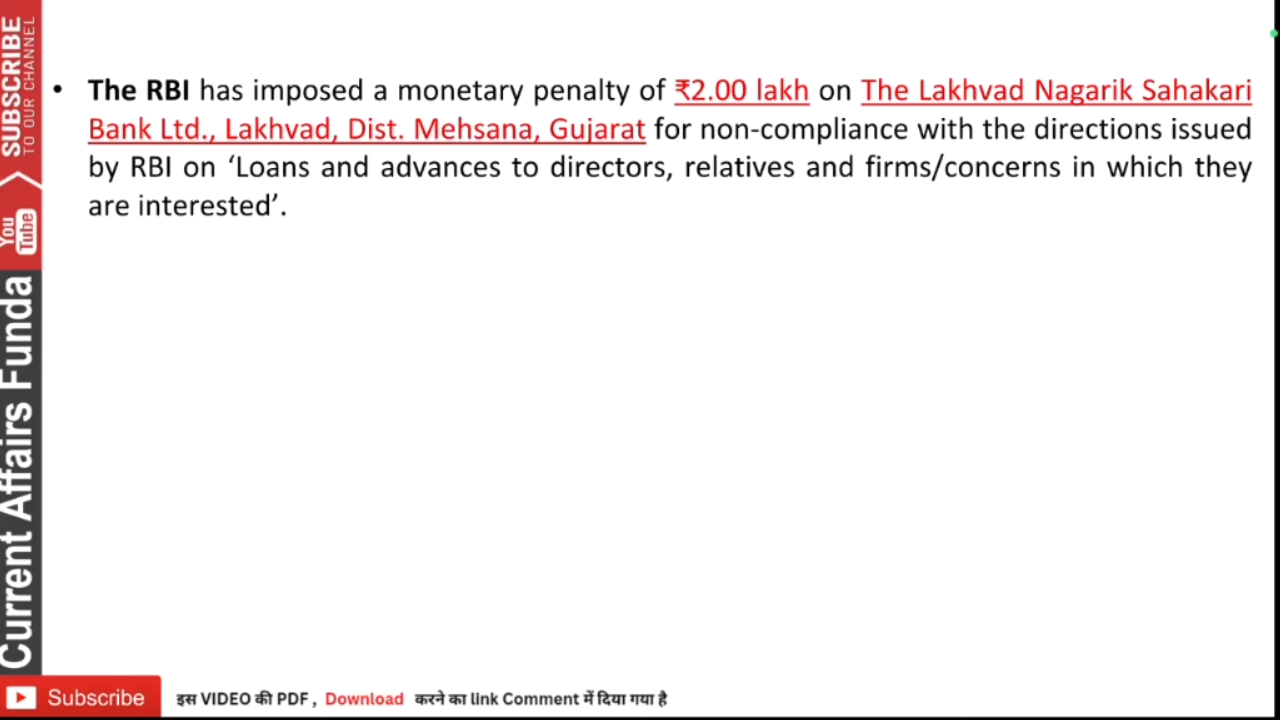 SUBSCRIBE
TO OUR CHANNEL
You Tube
Current Affairs Funda
• The RBI has imposed a monetary penalty of ₹2.00 lakh on The Lakhvad Nagarik Sahakari
Bank Ltd., Lakhvad, Dist. Mehsana, Gujarat for non-compliance with the directions issued
by RBI on ‘Loans and advances to directors, relatives and firms/concerns in which they
are interested’.
Subscribe
इस VIDEO की PDF , Download करने का link Comment में दिया गया है